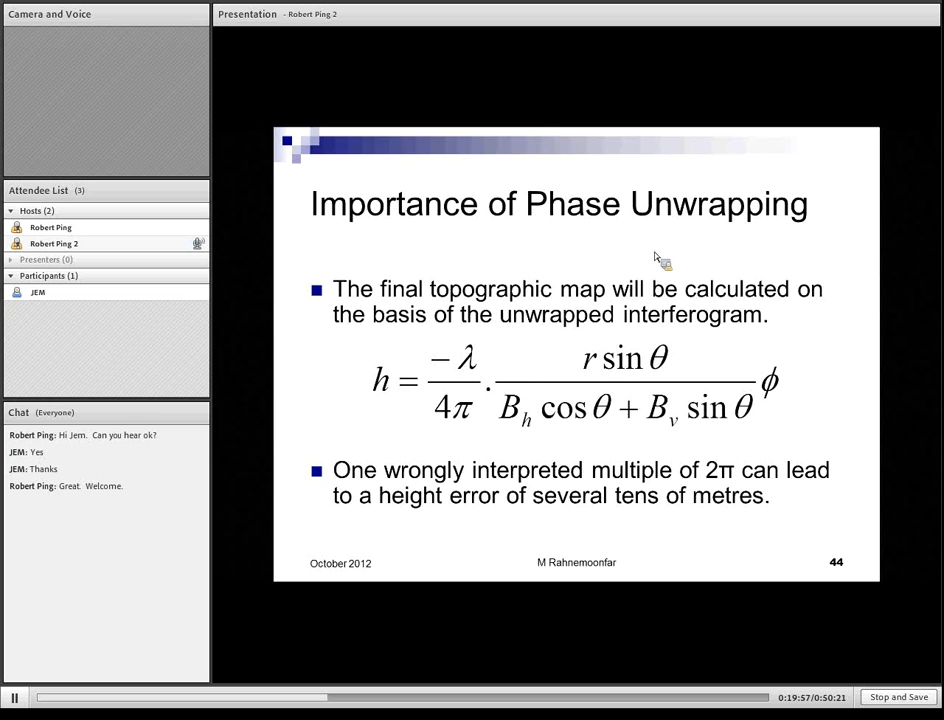 Camera and Voice
Presentation - Robert Ping 2
Attendee List (3)
Hosts (2)
Robert Ping
Robert Ping 2
Presenters (0)
Participants (1)
JEM
Chat (Everyone)
Robert Ping: Hi Jem. Can you hear ok?
JEM: Yes
JEM: Thanks
Robert Ping: Great. Welcome.
Importance of Phase Unwrapping
The final topographic map will be calculated on
the basis of the unwrapped interferogram.
h = −λ/4π . r sin θ/(B_h cos θ + B_v sin θ) ϕ
One wrongly interpreted multiple of 2π can lead
to a height error of several tens of metres.
October 2012 M Rahnemoonfar 44
0:19:57/0:50:21 Stop and Save